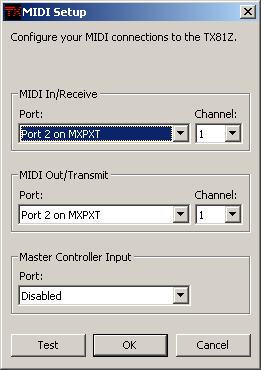 TX MIDI Setup
Configure your MIDI connections to the TX81Z.
MIDI In/Receive
Port: Channel:
Port 2 on MXPXT 1
MIDI Out/Transmit
Port: Channel:
Port 2 on MXPXT 1
Master Controller Input
Port:
Disabled
Test OK Cancel